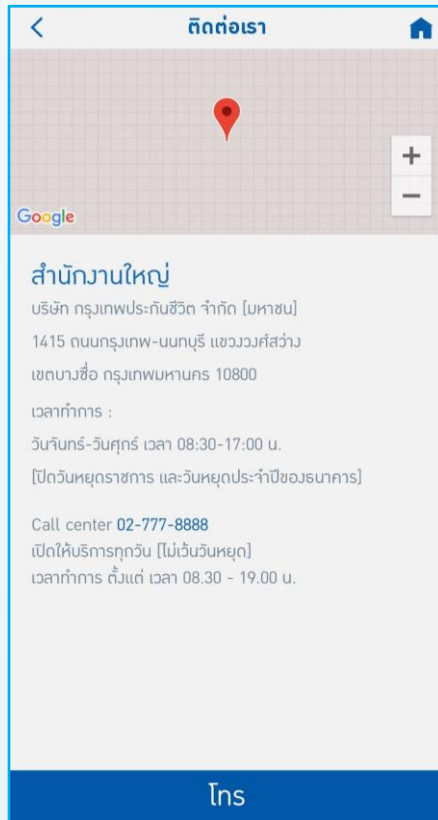 ติดต่อเรา
+
−
Google
สำนักงานใหญ่
บริษัท กรุงเทพประกันชีวิต จำกัด [มหาชน]
1415 ถนนกรุงเทพ-นนทบุรี แขวงวงศ์สว่าง
เขตบางซื่อ กรุงเทพมหานคร 10800
เวลาทำการ :
วันจันทร์-วันศุกร์ เวลา 08:30-17:00 น.
[ปิดวันหยุดราชการ และวันหยุดประจำปีของธนาคาร]
Call center 02-777-8888
เปิดให้บริการทุกวัน [ไม่เว้นวันหยุด]
เวลาทำการ ตั้งแต่ เวลา 08.30 - 19.00 น.
โทร